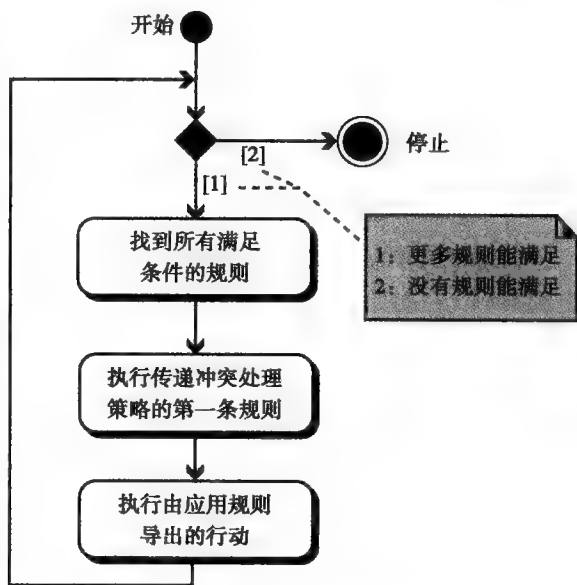 开始
停止
[2]
[1]
找到所有满足
条件的规则
1：更多规则能满足
2：没有规则能满足
执行传递冲突处理
策略的第一条规则
执行由应用规则
导出的行动